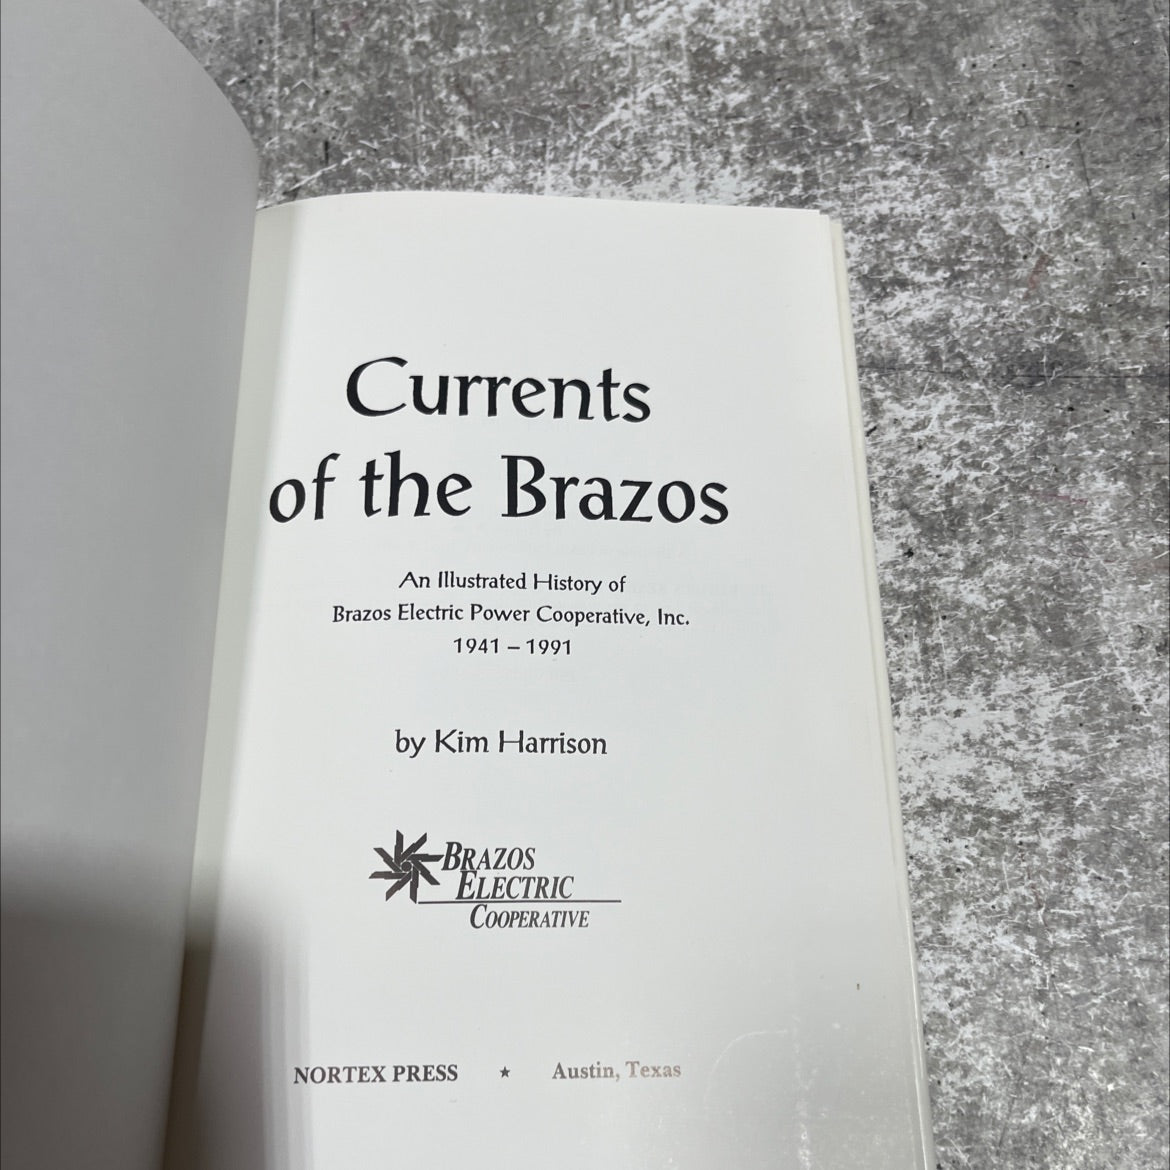 Currents
of the Brazos
An Illustrated History of
Brazos Electric Power Cooperative, Inc.
1941 – 1991
by Kim Harrison
BRAZOS
ELECTRIC
COOPERATIVE
NORTEX PRESS ★ Austin, Texas